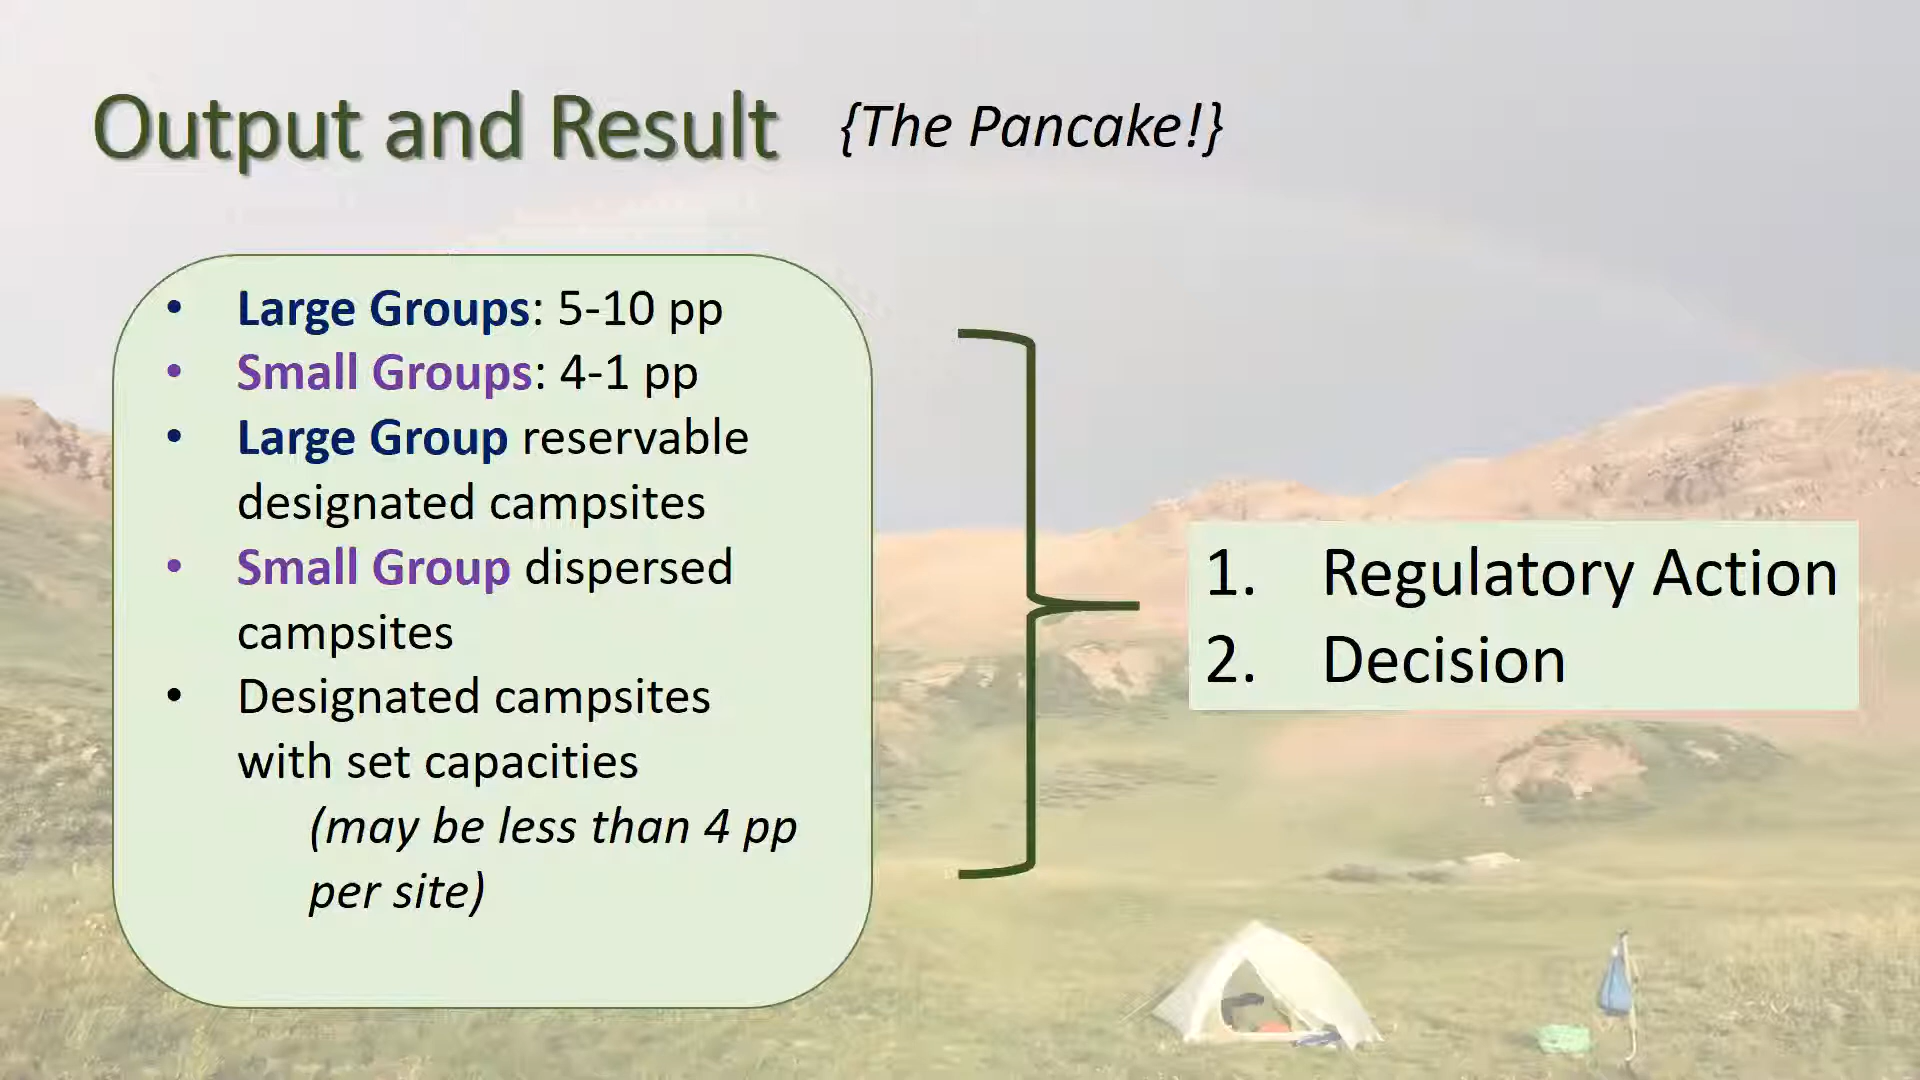 Output and Result {The Pancake!}
• Large Groups: 5-10 pp
• Small Groups: 4-1 pp
• Large Group reservable
designated campsites
• Small Group dispersed
campsites
• Designated campsites
with set capacities
(may be less than 4 pp
per site)
1. Regulatory Action
2. Decision